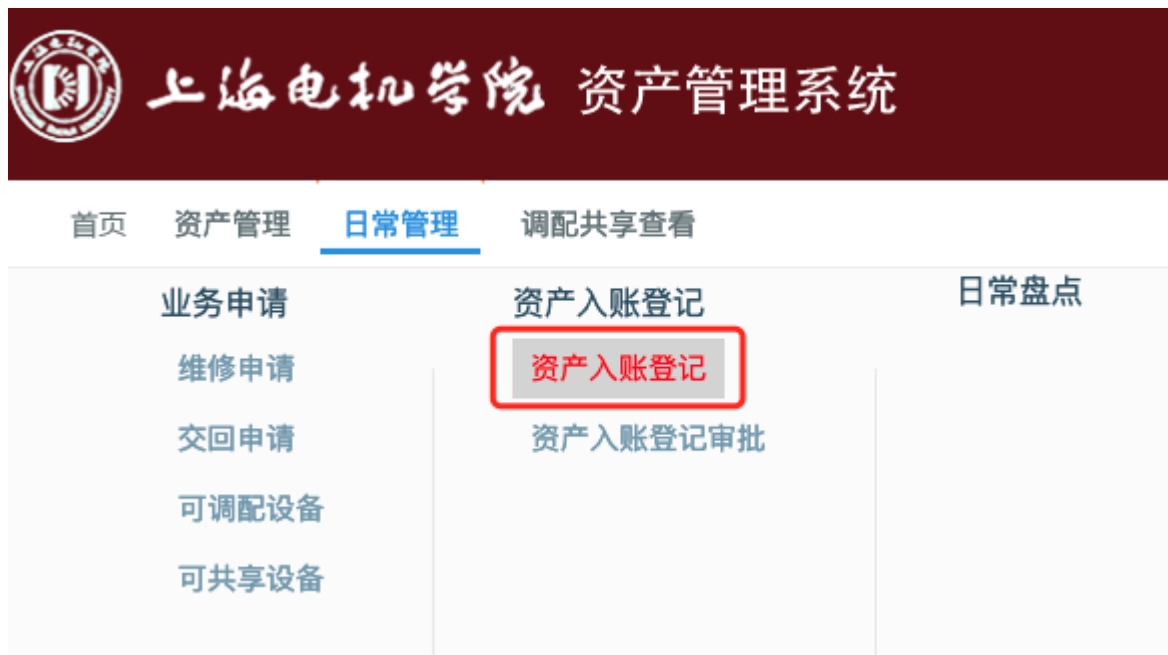 上海电机学院 资产管理系统
首页 资产管理 日常管理 调配共享查看
业务申请 资产入账登记 日常盘点
维修申请 资产入账登记
交回申请 资产入账登记审批
可调配设备
可共享设备